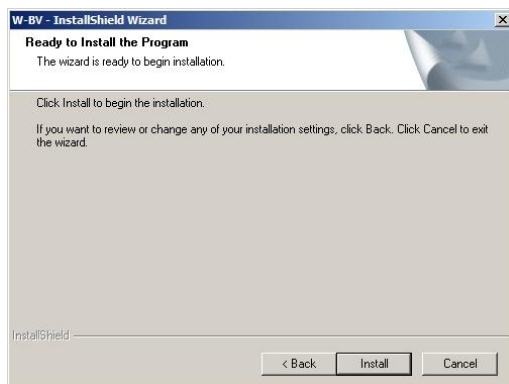 W-BV - InstallShield Wizard
Ready to Install the Program
The wizard is ready to begin installation.
Click Install to begin the installation.
If you want to review or change any of your installation settings, click Back. Click Cancel to exit
the wizard.
InstallShield
< Back Install Cancel